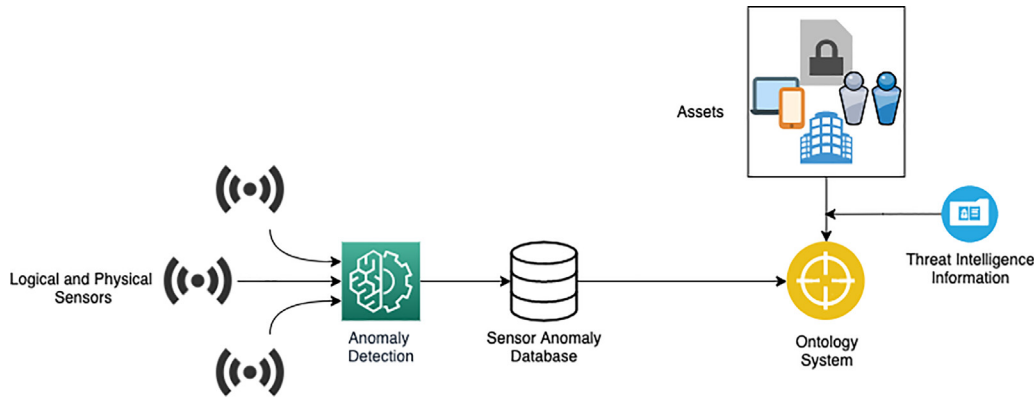 Assets
Threat Intelligence
Information
Logical and Physical
Sensors
Anomaly
Detection
Sensor Anomaly
Database
Ontology
System